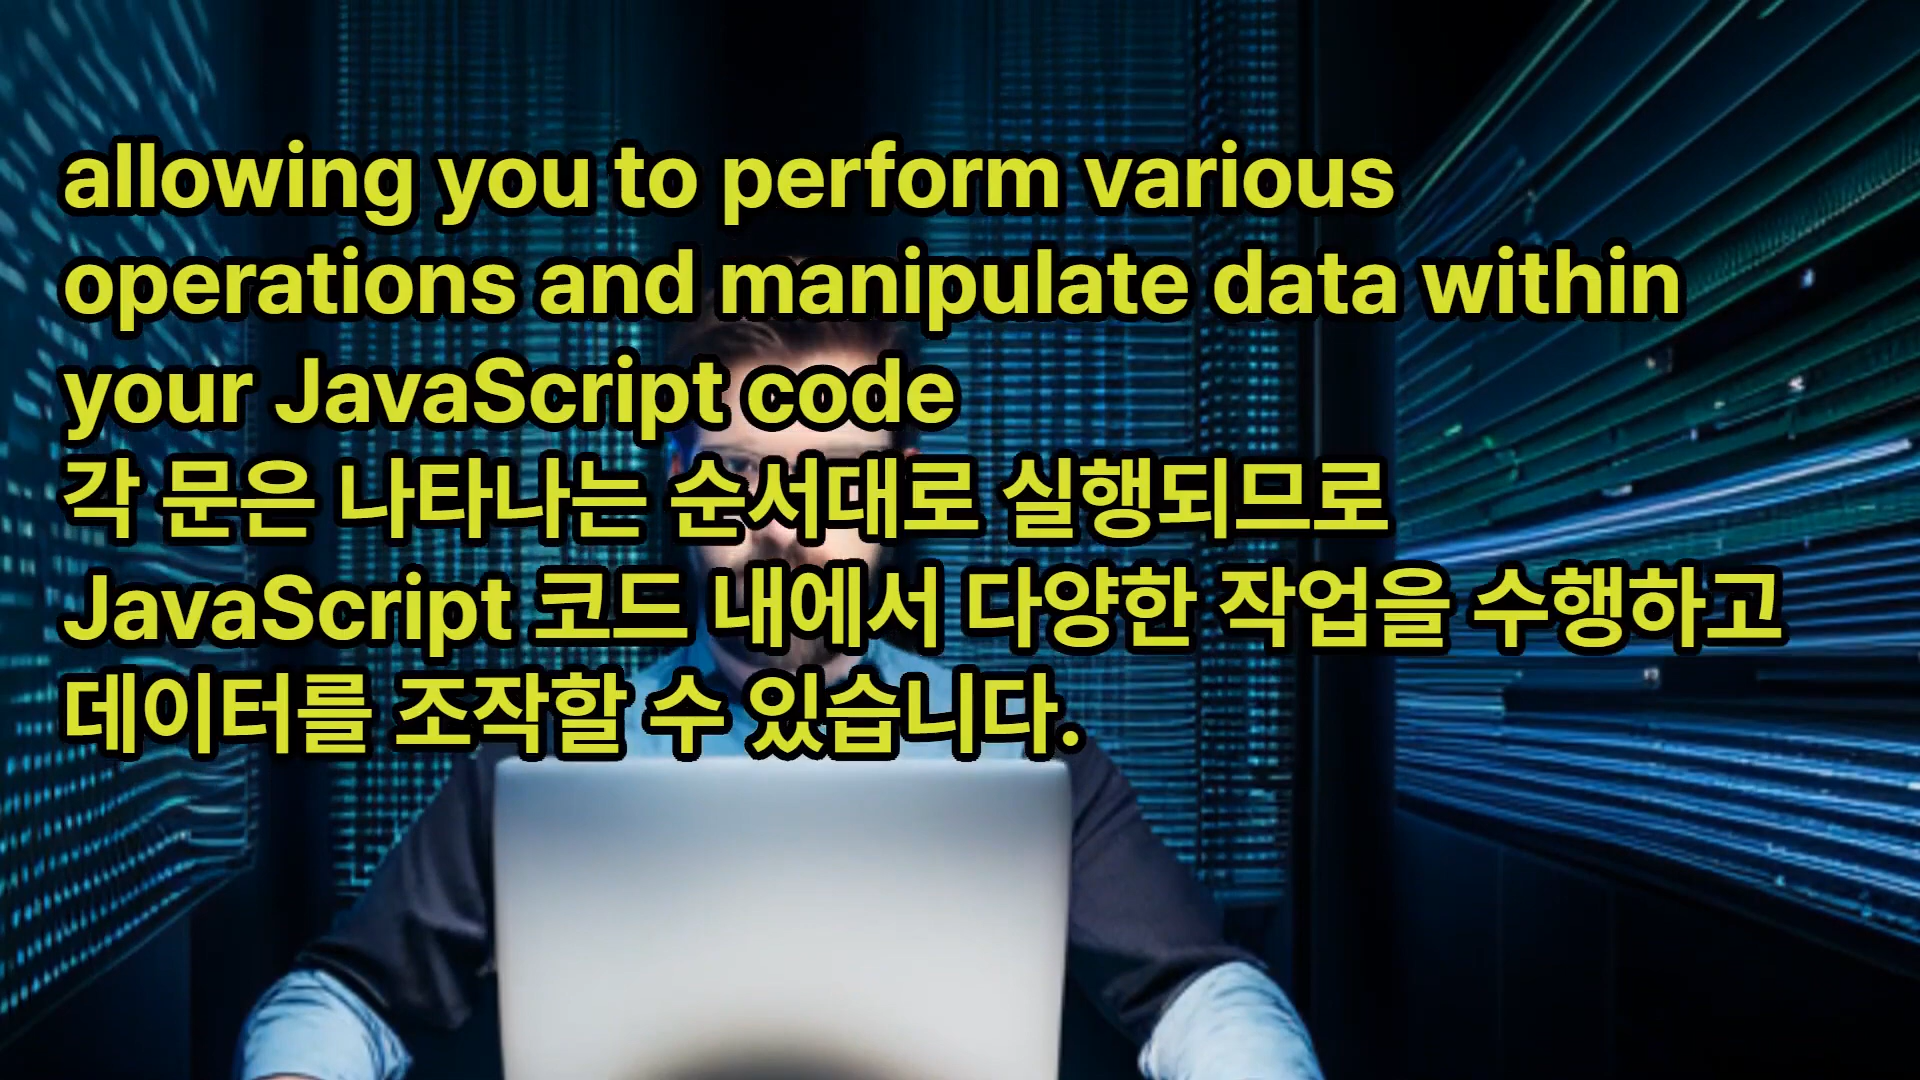 allowing you to perform various
operations and manipulate data within
your JavaScript code
각 문은 나타나는 순서대로 실행되므로
JavaScript 코드 내에서 다양한 작업을 수행하고
데이터를 조작할 수 있습니다.